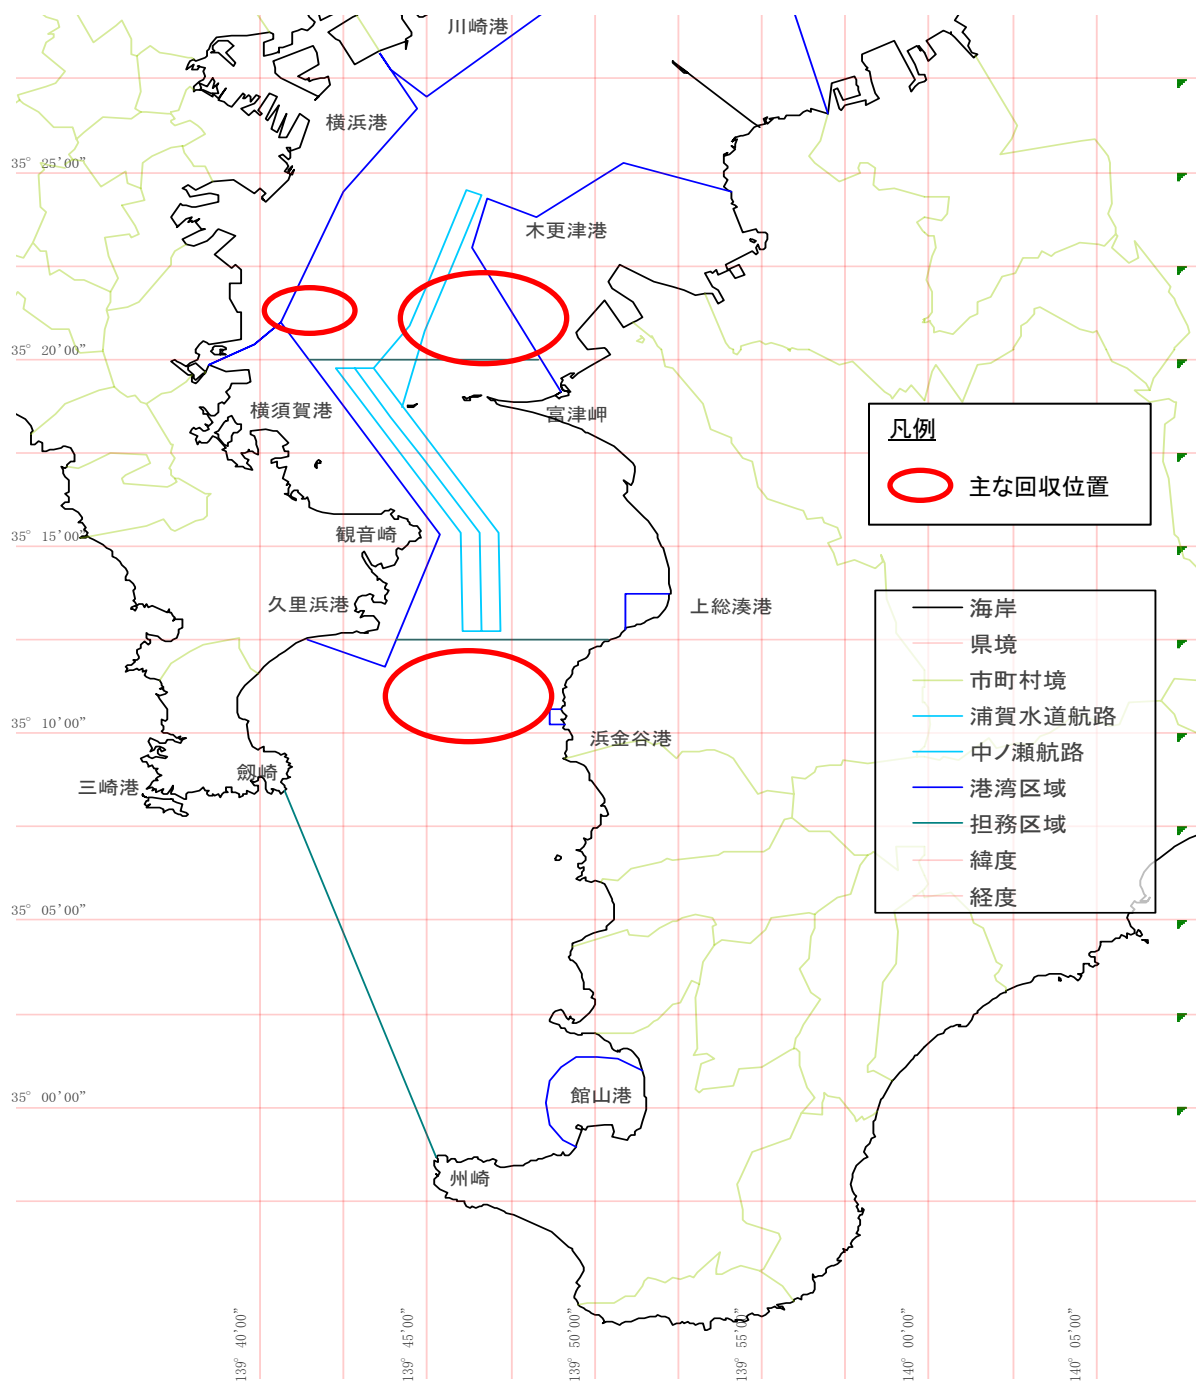 川崎港
横浜港
35° 25'00”
木更津港
35° 20'00”
横須賀港
富津岬
凡例
主な回収位置
35° 15'00”
観音崎
久里浜港
上総湊港
海岸
県境
市町村境
浦賀水道航路
中ノ瀬航路
港湾区域
担務区域
緯度
経度
35° 10'00”
浜金谷港
劔崎
三崎港
35° 05'00”
35° 00'00”
館山港
州崎
139° 40'00”
139° 45'00”
139° 50'00”
139° 55'00”
140° 00'00”
140° 05'00”